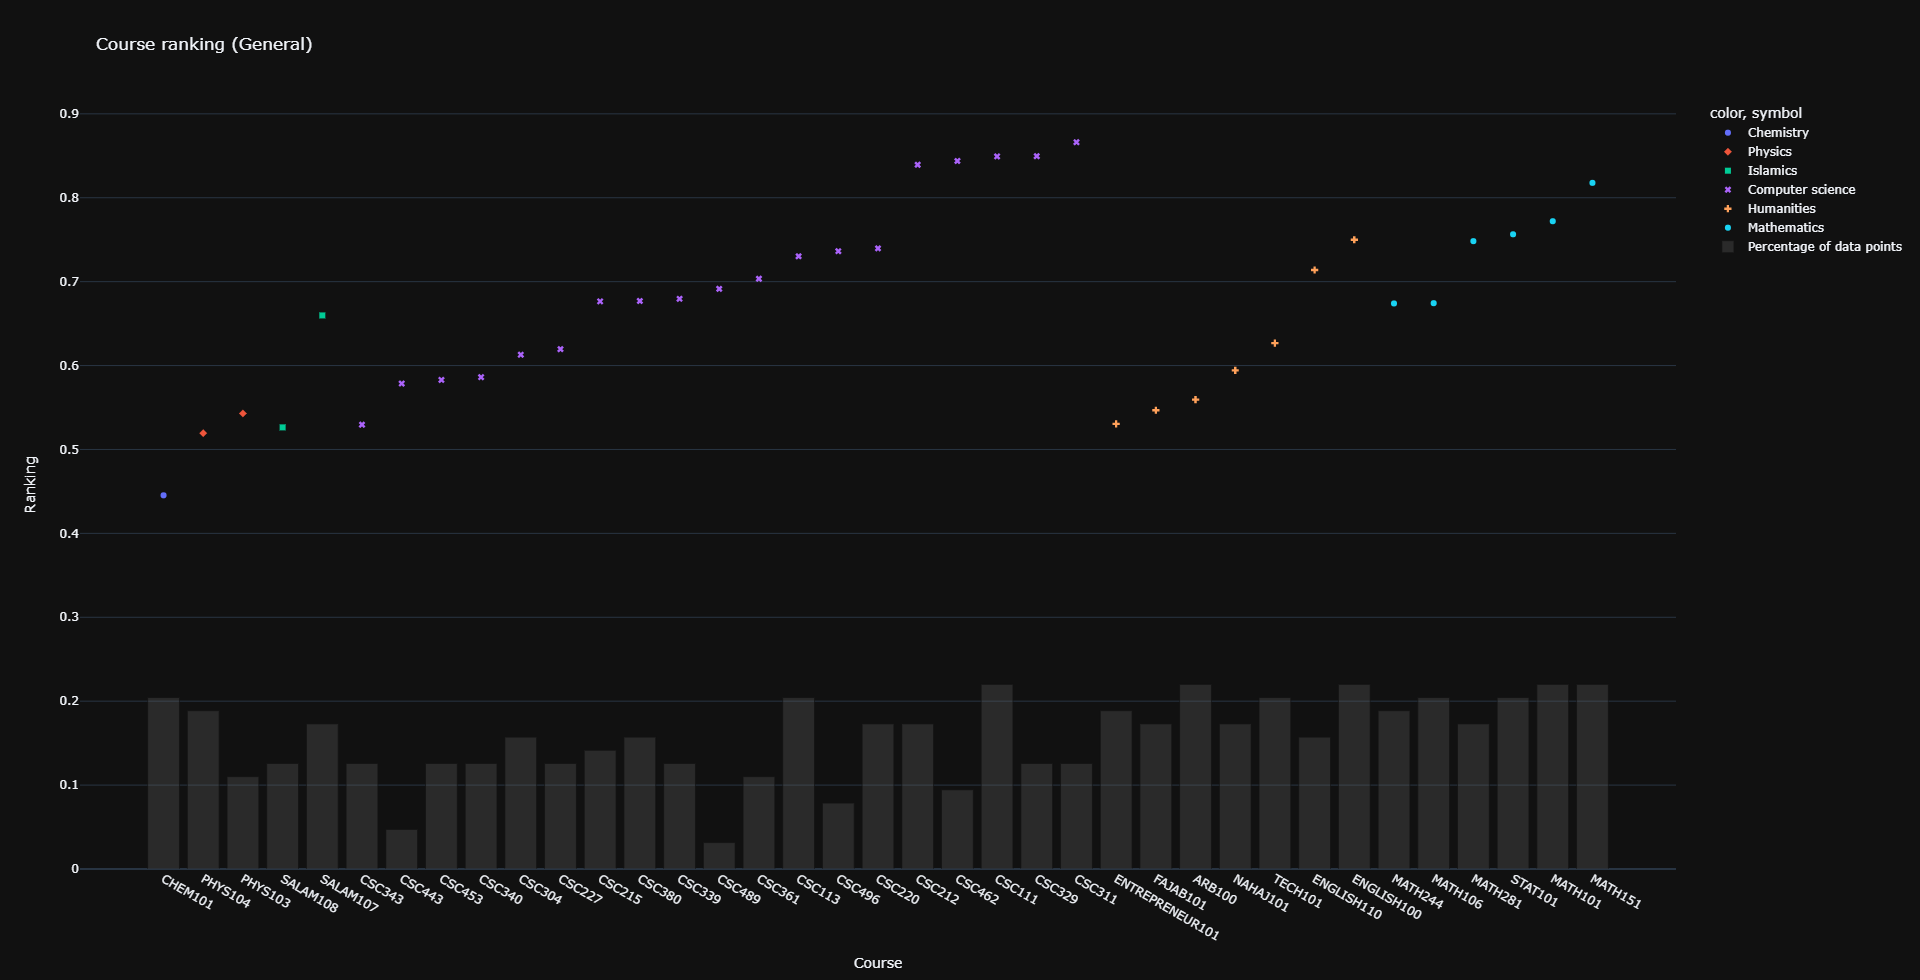 Course ranking (General)
color, symbol
Chemistry
Physics
Islamics
Computer science
Humanities
Mathematics
Percentage of data points
Ranking
0.9
0.8
0.7
0.6
0.5
0.4
0.3
0.2
0.1
0
CHEM101
PHYS104
PHYS103
SALAM108
SALAM107
CSC343
CSC443
CSC453
CSC340
CSC304
CSC227
CSC215
CSC380
CSC339
CSC489
CSC361
CSC113
CSC496
CSC220
CSC212
CSC462
CSC111
CSC329
CSC311
ENTREPRENEUR101
FAJAB101
ARB100
NAHAJ101
TECH101
ENGLISH110
ENGLISH100
MATH244
MATH106
MATH281
STAT101
MATH101
MATH151
Course